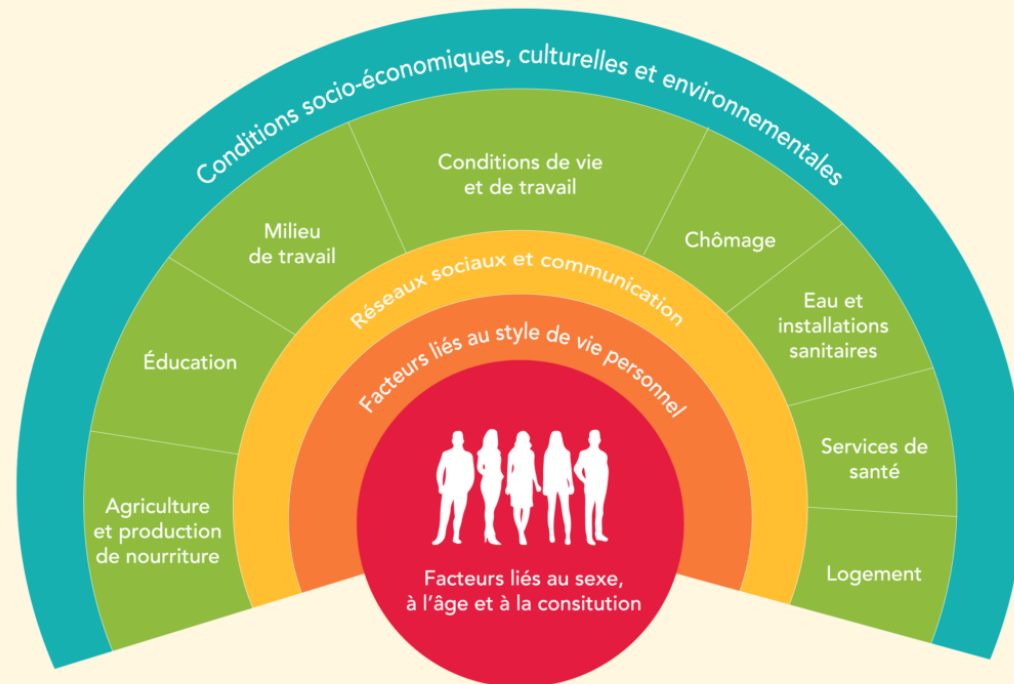 Conditions socio-économiques, culturelles et environnementales
Conditions de vie
et de travail
Milieu
de travail
Chômage
Éducation
Eau et
installations
sanitaires
Agriculture
et production
de nourriture
Services de
santé
Logement
Réseaux sociaux et communication
Facteurs liés au style de vie personnel
Facteurs liés au sexe,
à l'âge et à la consitution